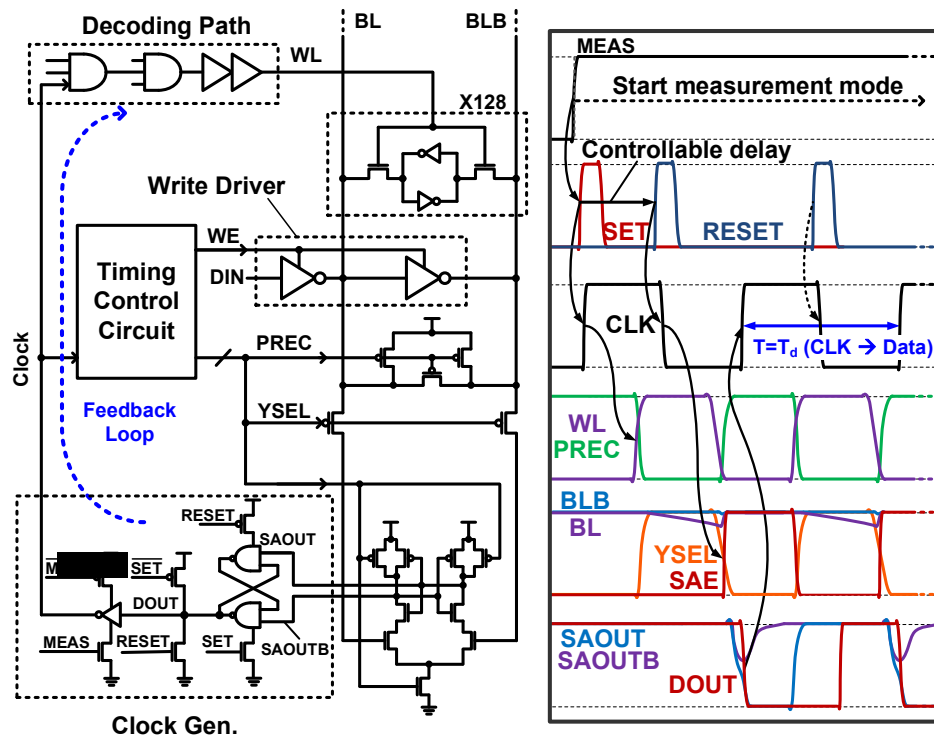 Decoding Path
BL
BLB
WL
X128
Write Driver
WE
DIN
Timing
Control
Circuit
PREC
Clock
YSEL
Feedback
Loop
RESET
SAOUT
SET
DOUT
MEAS
RESET
SET
SAOUTB
Clock Gen.
MEAS
Start measurement mode
Controllable delay
SET
RESET
CLK
T=Td (CLK → Data)
WL
PREC
BLB
BL
YSEL
SAE
SAOUT
SAOUTB
DOUT